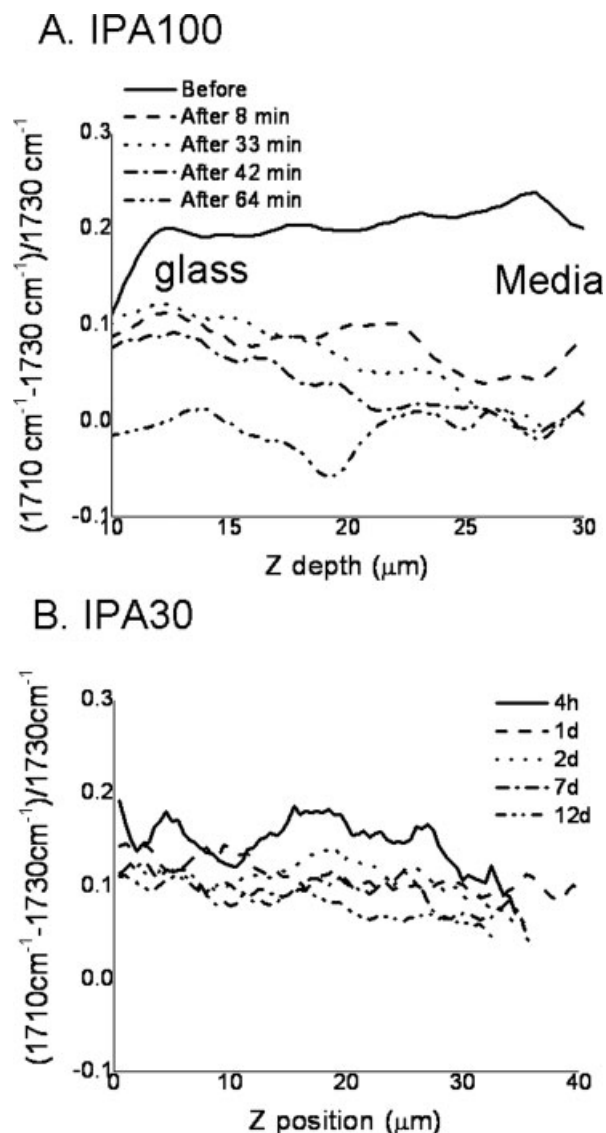 A. IPA100
Before
After 8 min
After 33 min
After 42 min
After 64 min
(1710 cm⁻¹-1730 cm⁻¹)/1730 cm⁻¹
0.3
0.2
0.1
0.0
-0.1
glass
Media
10
15
20
25
30
Z depth (μm)
B. IPA30
4h
1d
2d
7d
12d
(1710cm⁻¹-1730cm⁻¹)/1730cm⁻¹
0.3
0.2
0.1
0.0
-0.1
0
10
20
30
40
Z position (μm)